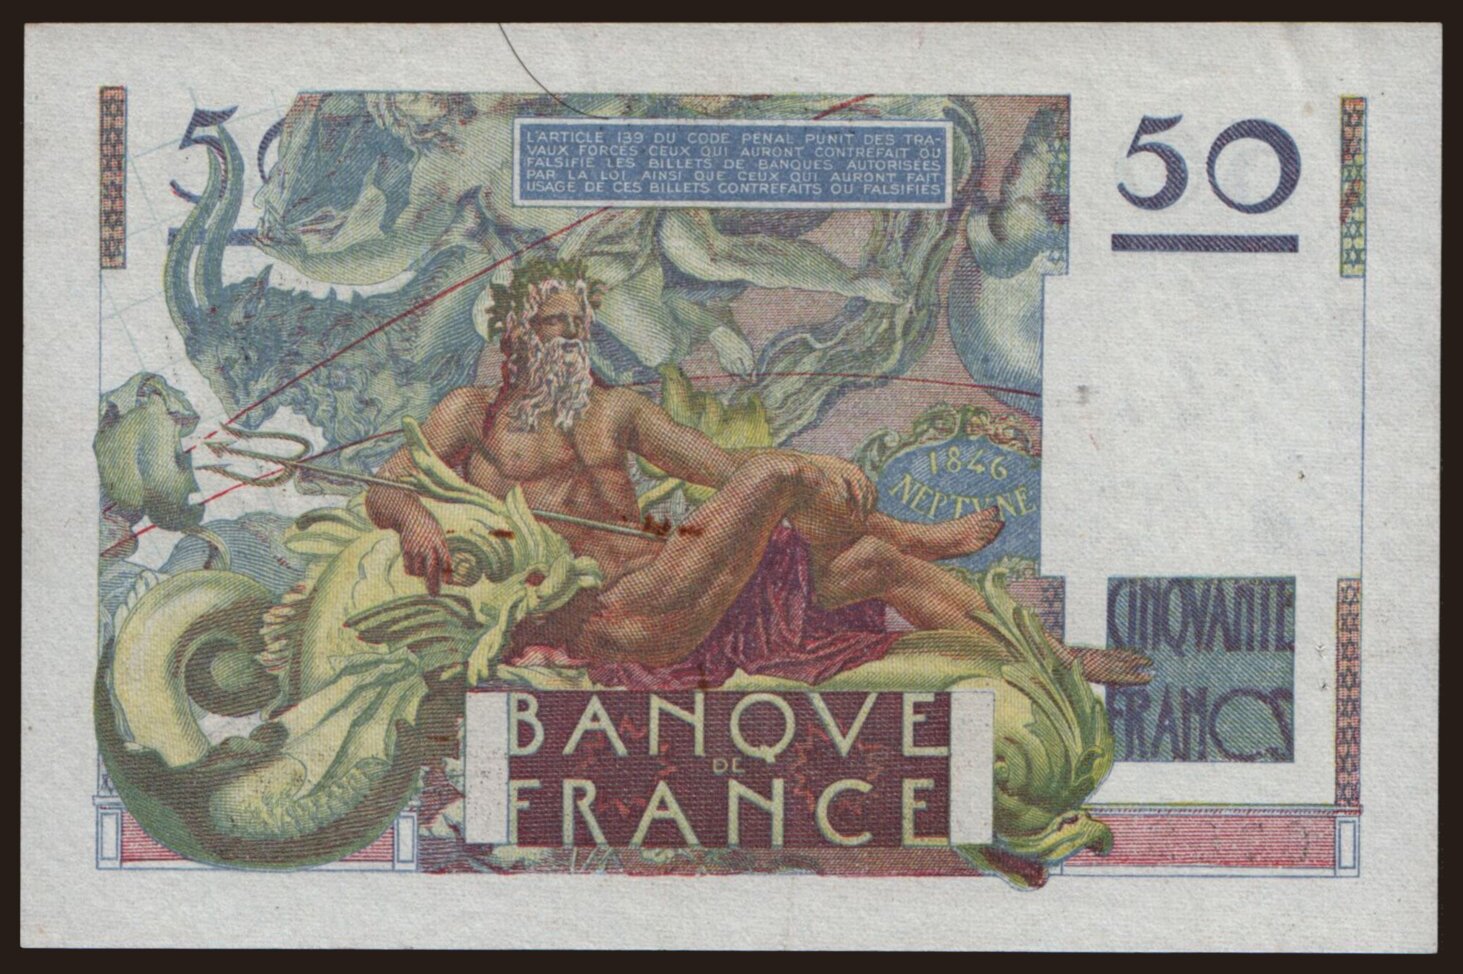 50
L'ARTICLE 139 DU CODE PENAL PUNIT DES TRA-
VAUX FORCES CEUX QUI AURONT CONTREFAIT OU
FALSIFIE LES BILLETS DE BANQUES AUTORISEES
PAR LA LOI AINSI QUE CEUX QUI AURONT FAIT
USAGE DE CES BILLETS CONTREFAITS OU FALSIFIES
50
1846
NEPTVNE
CINQVANTE
FRANCS
BANQVE
DE
FRANCE